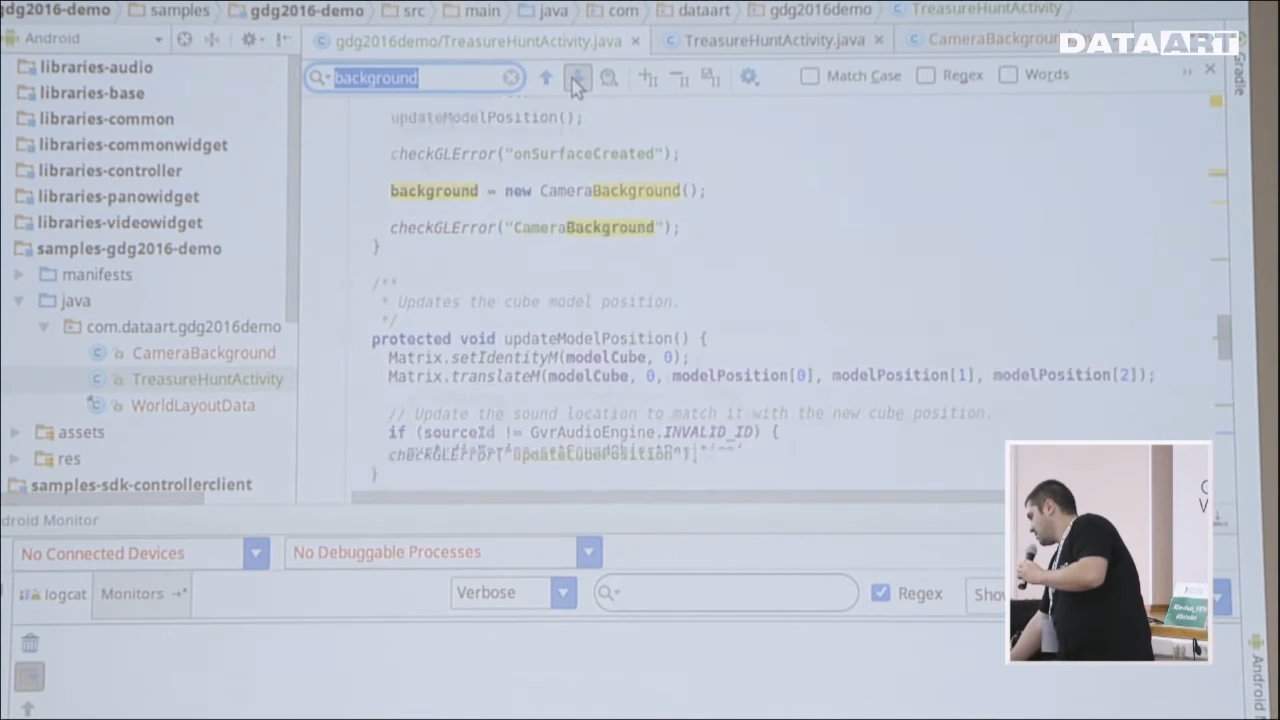 gdg2016-demo samples gdg2016-demo src main java com dataart gdg2016demo TreasureHuntActivity
Android
gdg2016demo/TreasureHuntActivity.java
TreasureHuntActivity.java
CameraBackground
DATAART
Gradle
background
Match Case
Regex
Words
libraries-audio
libraries-base
libraries-common
libraries-commonwidget
libraries-controller
libraries-panowidget
libraries-videowidget
samples-gdg2016-demo
manifests
java
com.dataart.gdg2016demo
CameraBackground
TreasureHuntActivity
WorldLayoutData
assets
res
samples-sdk-controllerclient
updateModelPosition();
checkGLError("onSurfaceCreated");
background = new CameraBackground();
checkGLError("CameraBackground");
}
/**
* Updates the cube model position.
*/
protected void updateModelPosition() {
Matrix.setIdentityM(modelCube, 0);
Matrix.translateM(modelCube, 0, modelPosition[0], modelPosition[1], modelPosition[2]);
// Update the sound location to match it with the new cube position.
if (sourceId != GvrAudioEngine.INVALID_ID) {
checkGLError("updateCubePosition");
}
droid Monitor
No Connected Devices
No Debuggable Processes
logcat
Monitors
Verbose
Regex
Show
Android